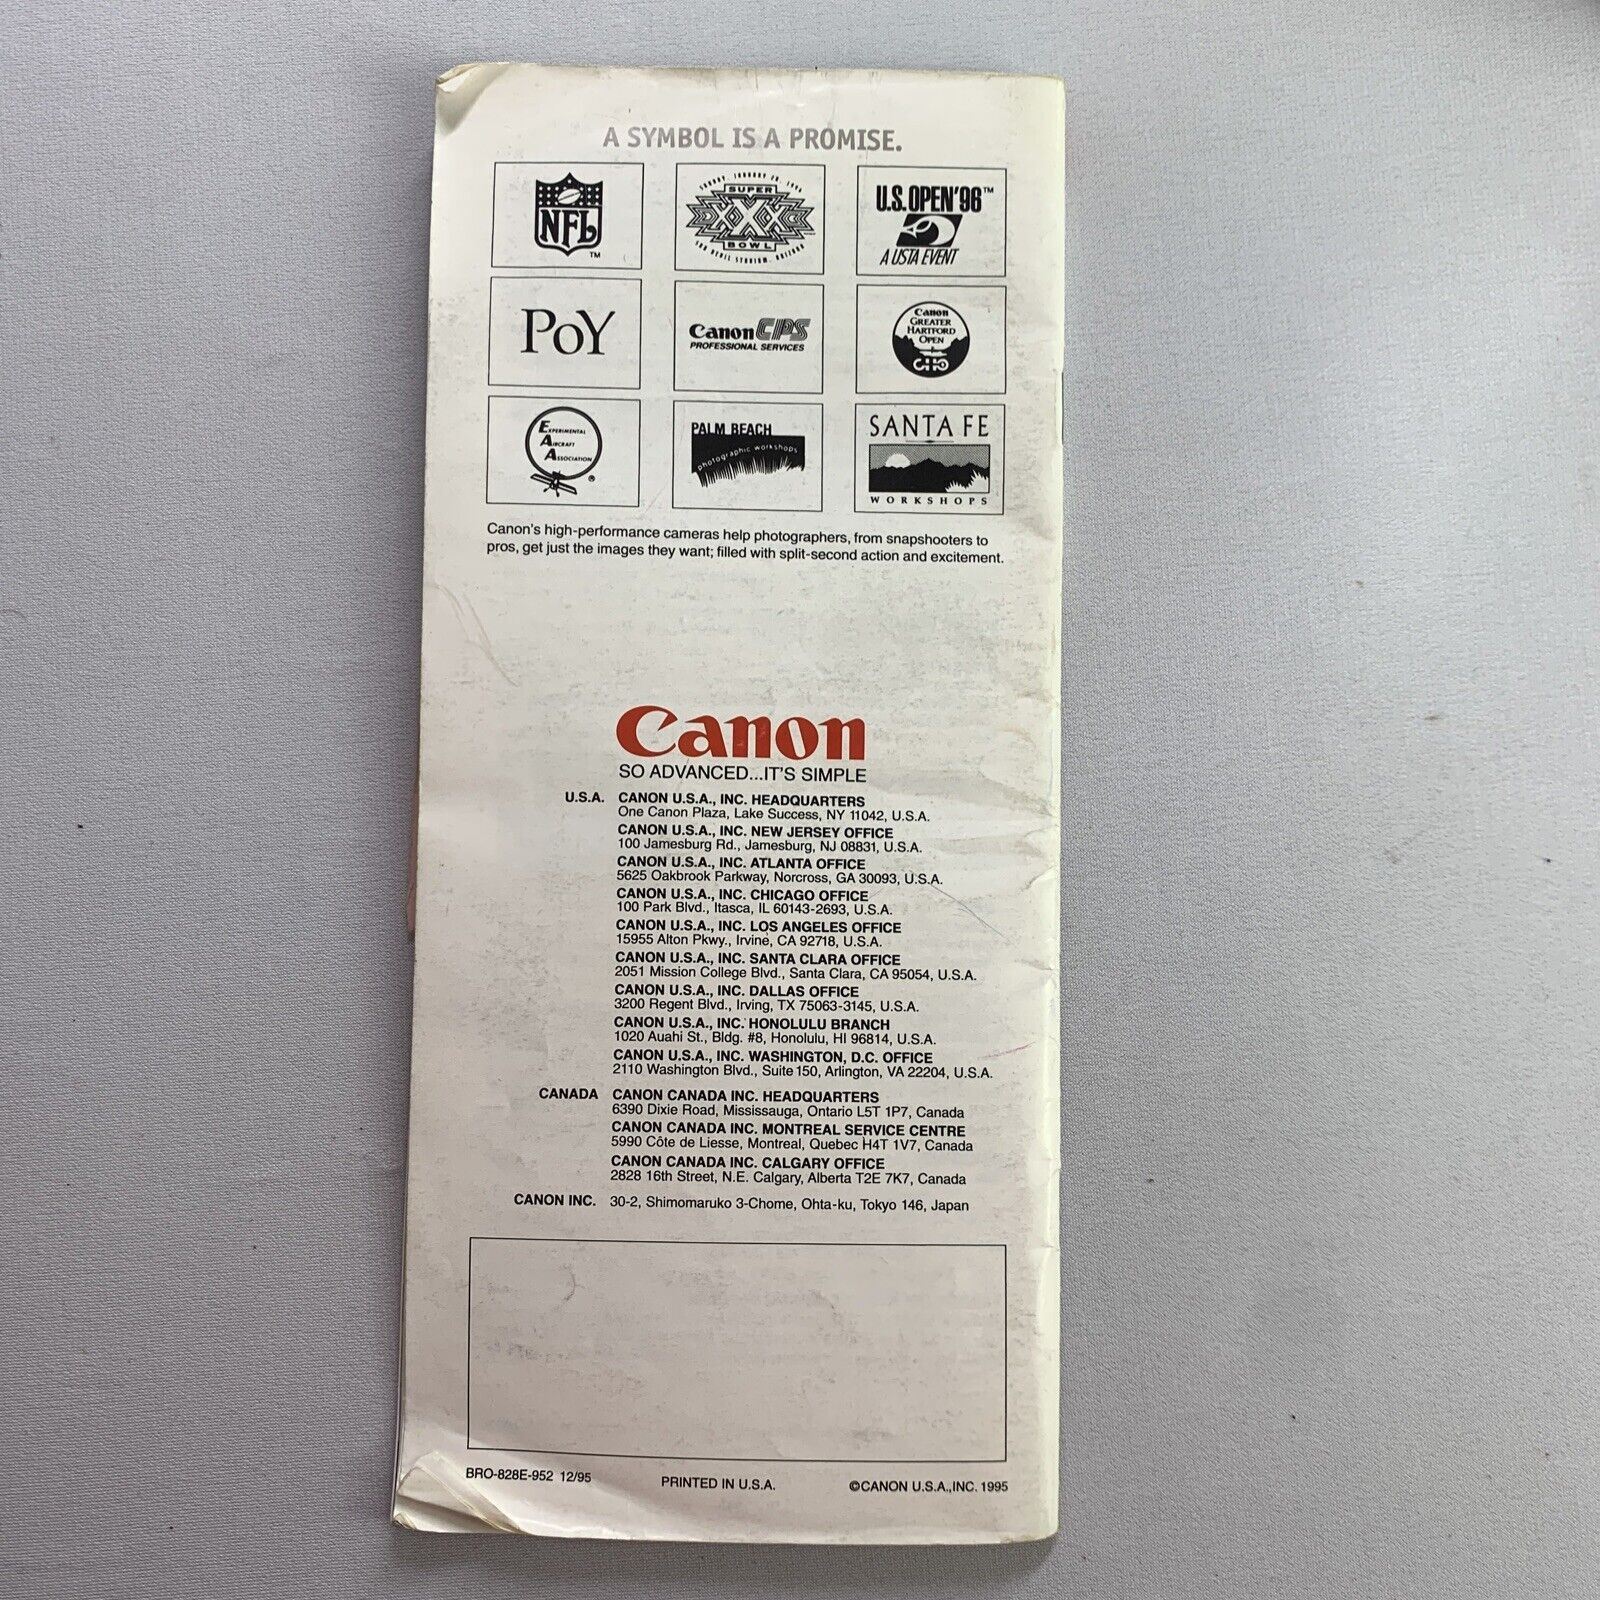 A SYMBOL IS A PROMISE.
NFL
TM
SUNDAY, JANUARY 28, 1996
SUPER
XXX
BOWL
SUN DEVIL STADIUM, ARIZONA
U.S. OPEN '96™
A USTA EVENT
PoY
Canon CPS
PROFESSIONAL SERVICES
Canon
GREATER
HARTFORD
OPEN
GHO
EXPERIMENTAL
AIRCRAFT
ASSOCIATION
®
PALM BEACH
photographic workshops
SANTA FE
WORKSHOPS
Canon's high-performance cameras help photographers, from snapshooters to
pros, get just the images they want; filled with split-second action and excitement.
Canon
SO ADVANCED...IT'S SIMPLE
U.S.A. CANON U.S.A., INC. HEADQUARTERS
One Canon Plaza, Lake Success, NY 11042, U.S.A.
CANON U.S.A., INC. NEW JERSEY OFFICE
100 Jamesburg Rd., Jamesburg, NJ 08831, U.S.A.
CANON U.S.A., INC. ATLANTA OFFICE
5625 Oakbrook Parkway, Norcross, GA 30093, U.S.A.
CANON U.S.A., INC. CHICAGO OFFICE
100 Park Blvd., Itasca, IL 60143-2693, U.S.A.
CANON U.S.A., INC. LOS ANGELES OFFICE
15955 Alton Pkwy., Irvine, CA 92718, U.S.A.
CANON U.S.A., INC. SANTA CLARA OFFICE
2051 Mission College Blvd., Santa Clara, CA 95054, U.S.A.
CANON U.S.A., INC. DALLAS OFFICE
3200 Regent Blvd., Irving, TX 75063-3145, U.S.A.
CANON U.S.A., INC. HONOLULU BRANCH
1020 Auahi St., Bldg. #8, Honolulu, HI 96814, U.S.A.
CANON U.S.A., INC. WASHINGTON, D.C. OFFICE
2110 Washington Blvd., Suite 150, Arlington, VA 22204, U.S.A.
CANADA CANON CANADA INC. HEADQUARTERS
6390 Dixie Road, Mississauga, Ontario L5T 1P7, Canada
CANON CANADA INC. MONTREAL SERVICE CENTRE
5990 Côte de Liesse, Montreal, Quebec H4T 1V7, Canada
CANON CANADA INC. CALGARY OFFICE
2828 16th Street, N.E. Calgary, Alberta T2E 7K7, Canada
CANON INC. 30-2, Shimomaruko 3-Chome, Ohta-ku, Tokyo 146, Japan
BRO-828E-952 12/95 PRINTED IN U.S.A. ©CANON U.S.A.,INC. 1995